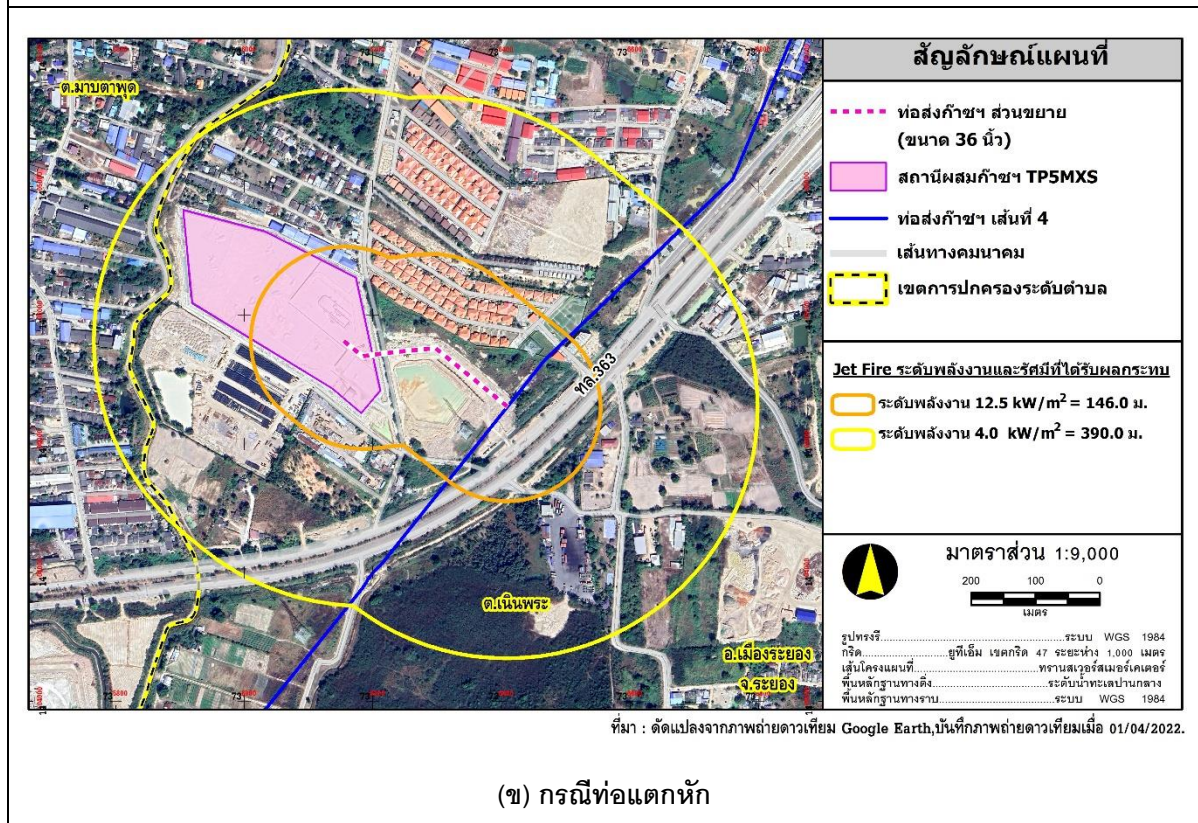 ต.มาบตาพุด
ทล.363
ต.เนินพระ
อ.เมืองระยอง
จ.ระยอง
สัญลักษณ์แผนที่
ท่อส่งก๊าซฯ ส่วนขยาย
(ขนาด 36 นิ้ว)
สถานีผสมก๊าซฯ TP5MXS
ท่อส่งก๊าซฯ เส้นที่ 4
เส้นทางคมนาคม
เขตการปกครองระดับตำบล
Jet Fire ระดับพลังงานและรัศมีที่ได้รับผลกระทบ
ระดับพลังงาน 12.5 kW/m² = 146.0 ม.
ระดับพลังงาน 4.0 kW/m² = 390.0 ม.
มาตราส่วน 1:9,000
200 100 0
เมตร
รูปทรงรี........................ระบบ WGS 1984
กริด........................ยูทีเอ็ม เขตกริด 47 ระยะห่าง 1,000 เมตร
เส้นโครงแผนที่........................ทรานสเวอร์สเมอร์เคเตอร์
พื้นหลักฐานทางดิ่ง........................ระดับน้ำทะเลปานกลาง
พื้นหลักฐานทางราบ........................ระบบ WGS 1984
ที่มา : ดัดแปลงจากภาพถ่ายดาวเทียม Google Earth,บันทึกภาพถ่ายดาวเทียมเมื่อ 01/04/2022.
(ข) กรณีท่อแตกหัก